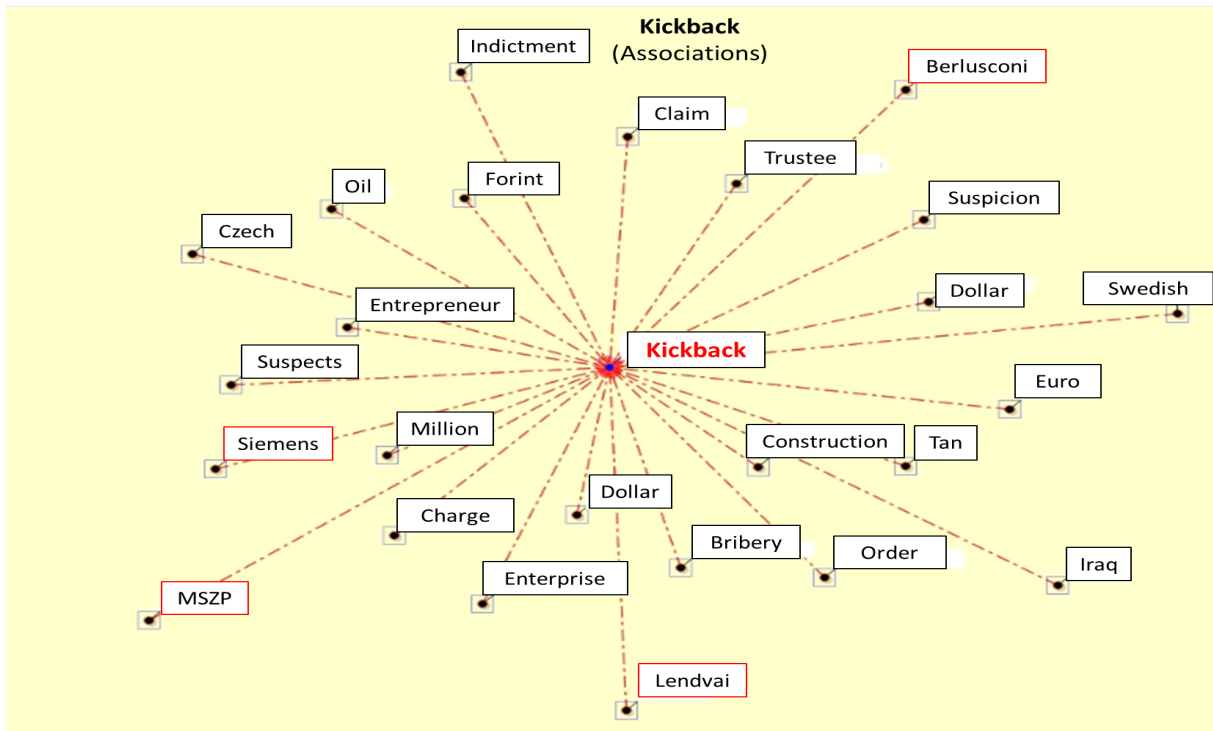 Kickback
(Associations)
Indictment
Berlusconi
Claim
Trustee
Forint
Oil
Suspicion
Czech
Dollar
Swedish
Entrepreneur
Kickback
Suspects
Euro
Million
Siemens
Construction
Tan
Dollar
Charge
Bribery
Order
Iraq
Enterprise
MSZP
Lendvai